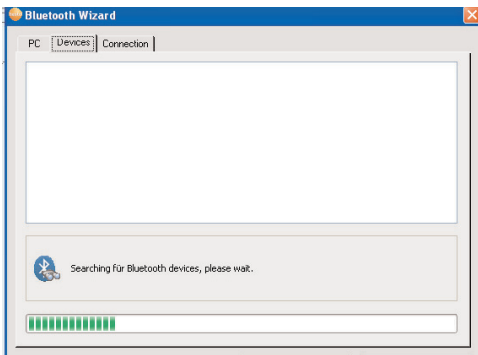 Bluetooth Wizard
PC Devices Connection
Searching für Bluetooth devices, please wait.